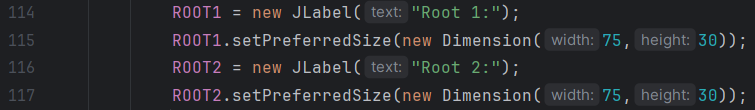 114 ROOT1 = new JLabel( text: "Root 1:");
115 ROOT1.setPreferredSize(new Dimension( width: 75, height: 30));
116 ROOT2 = new JLabel( text: "Root 2:");
117 ROOT2.setPreferredSize(new Dimension( width: 75, height: 30));